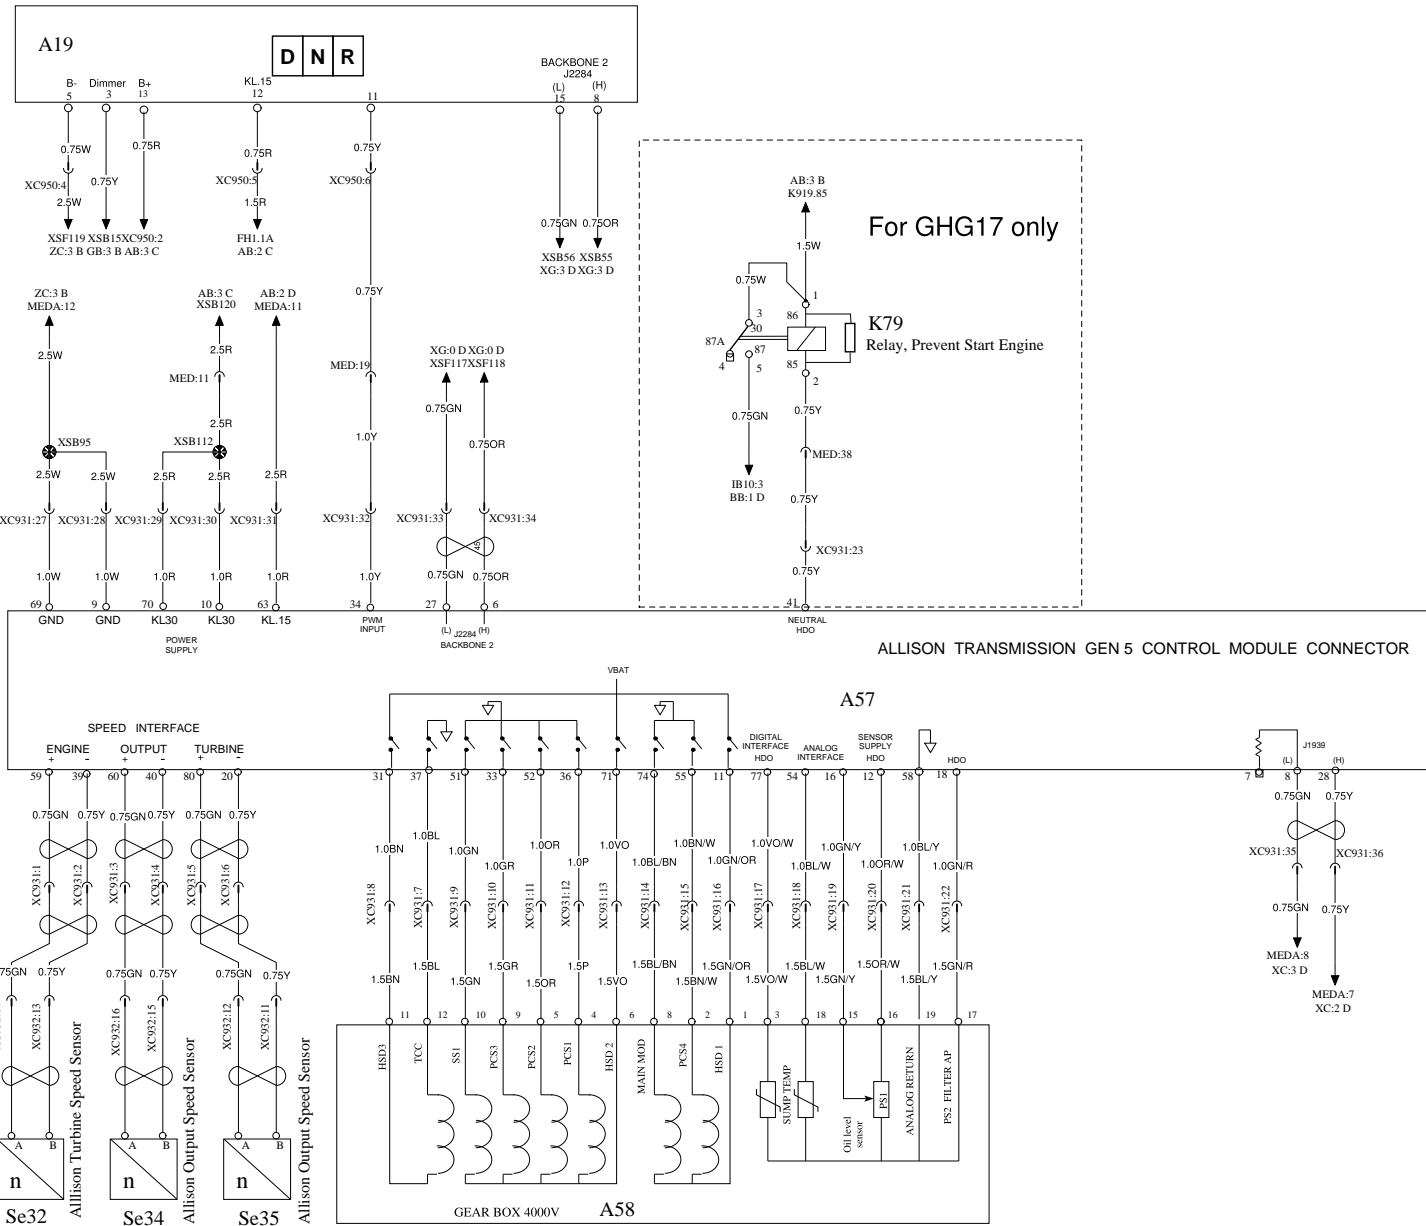 A19
D N R
BACKBONE 2
J2284
B- Dimmer B+ KL.15 (L) (H)
5 3 13 12 11 15 8
0.75W 0.75R 0.75R 0.75Y
XC950:4 0.75Y XC950:5 XC950:6
2.5W 1.5R 0.75GN 0.75OR
XSF119 XSB15 XC950:2 FH1.1A XSB56 XSB55
ZC:3 B GB:3 B AB:3 C AB:2 C XG:3 D XG:3 D
AB:3 B
K919.85
For GHG17 only
1.5W
0.75W
1
3 86
30
K79
87A 87
Relay, Prevent Start Engine
4 5 85
2
0.75GN 0.75Y
MED:38
IB10:3
BB:1 D
0.75Y
XC931:23
0.75Y
41
NEUTRAL
HDO
ZC:3 B AB:3 C AB:2 D
MEDA:12 XSB120 MEDA:11
0.75Y
2.5W 2.5R
MED:11 MED:19
XG:0 D XG:0 D
XSF117 XSF118
0.75GN
2.5R 1.0Y 0.75OR
XSB95 XSB112
2.5W 2.5W 2.5R 2.5R 2.5R
XC931:27 XC931:28 XC931:29 XC931:30 XC931:31 XC931:32 XC931:33 XC931:34
45
1.0W 1.0W 1.0R 1.0R 1.0R 1.0Y 0.75GN 0.75OR
69 9 70 10 63 34 27 6
GND GND KL30 KL30 KL.15 PWM INPUT (L) J2284 (H)
POWER
SUPPLY
BACKBONE 2
ALLISON TRANSMISSION GEN 5 CONTROL MODULE CONNECTOR
VBAT
A57
SPEED INTERFACE
ENGINE OUTPUT TURBINE
+ - + - + -
DIGITAL
INTERFACE
HDO
ANALOG
INTERFACE
SENSOR
SUPPLY
HDO
HDO
J1939
(L) (H)
59 39 60 40 80 20 31 37 51 33 52 36 71 74 55 11 77 54 16 12 58 18 7 8 28
0.75GN 0.75Y 0.75GN 0.75Y 0.75GN 0.75Y
1.0BN 1.0BL 1.0GN 1.0GR 1.0OR 1.0P 1.0VO 1.0BL/BN 1.0BN/W 1.0GN/OR 1.0VO/W 1.0BL/W 1.0GN/Y 1.0OR/W 1.0BL/Y 1.0GN/R
0.75GN 0.75Y
XC931:35 XC931:36
XC931:1 XC931:2 XC931:3 XC931:4 XC931:5 XC931:6
XC931:8 XC931:7 XC931:9 XC931:10 XC931:11 XC931:12 XC931:13 XC931:14 XC931:15 XC931:16 XC931:17 XC931:18 XC931:19 XC931:20 XC931:21 XC931:22
0.75GN 0.75Y
MEDA:8
XC:3 D
MEDA:7
XC:2 D
75GN 0.75Y 0.75GN 0.75Y 0.75GN 0.75Y
1.5BN 1.5BL 1.5GN 1.5GR 1.5OR 1.5P 1.5VO 1.5BL/BN 1.5BN/W 1.5GN/OR 1.5VO/W 1.5BL/W 1.5GN/Y 1.5OR/W 1.5BL/Y 1.5GN/R
XC932:13 XC932:16 XC932:15 XC932:12 XC932:11
11 12 10 9 5 4 6 8 2 1 3 18 15 16 19 17
HSD3 TCC SS1 PCS3 PCS2 PCS1 HSD 2 MAIN MOD PCS4 HSD 1
SUMP TEMP
Oil level
sensor
PS1
ANALOG RETURN
PS2 FILTER AP
A B A B A B
n n n
Alllison Turbine Speed Sensor
Allison Output Speed Sensor
Allison Output Speed Sensor
Se32 Se34 Se35
GEAR BOX 4000V
A58